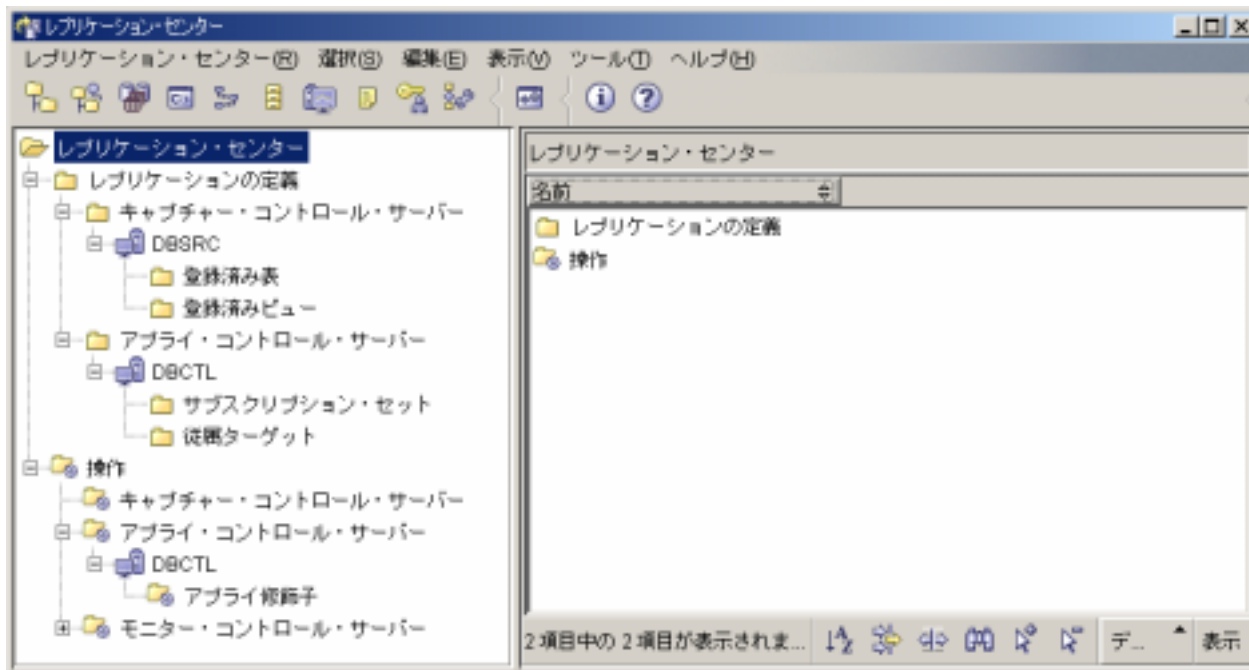 レプリケーション・センター
レプリケーション・センター(R) 選択(S) 編集(E) 表示(V) ツール(T) ヘルプ(H)
レプリケーション・センター
レプリケーションの定義
キャプチャー・コントロール・サーバー
DBSRC
登録済み表
登録済みビュー
アプライ・コントロール・サーバー
DBCTL
サブスクリプション・セット
従属ターゲット
操作
キャプチャー・コントロール・サーバー
アプライ・コントロール・サーバー
DBCTL
アプライ修飾子
モニター・コントロール・サーバー
レプリケーション・センター
名前
レプリケーションの定義
操作
2 項目中の 2 項目が表示されま... デ... 表示